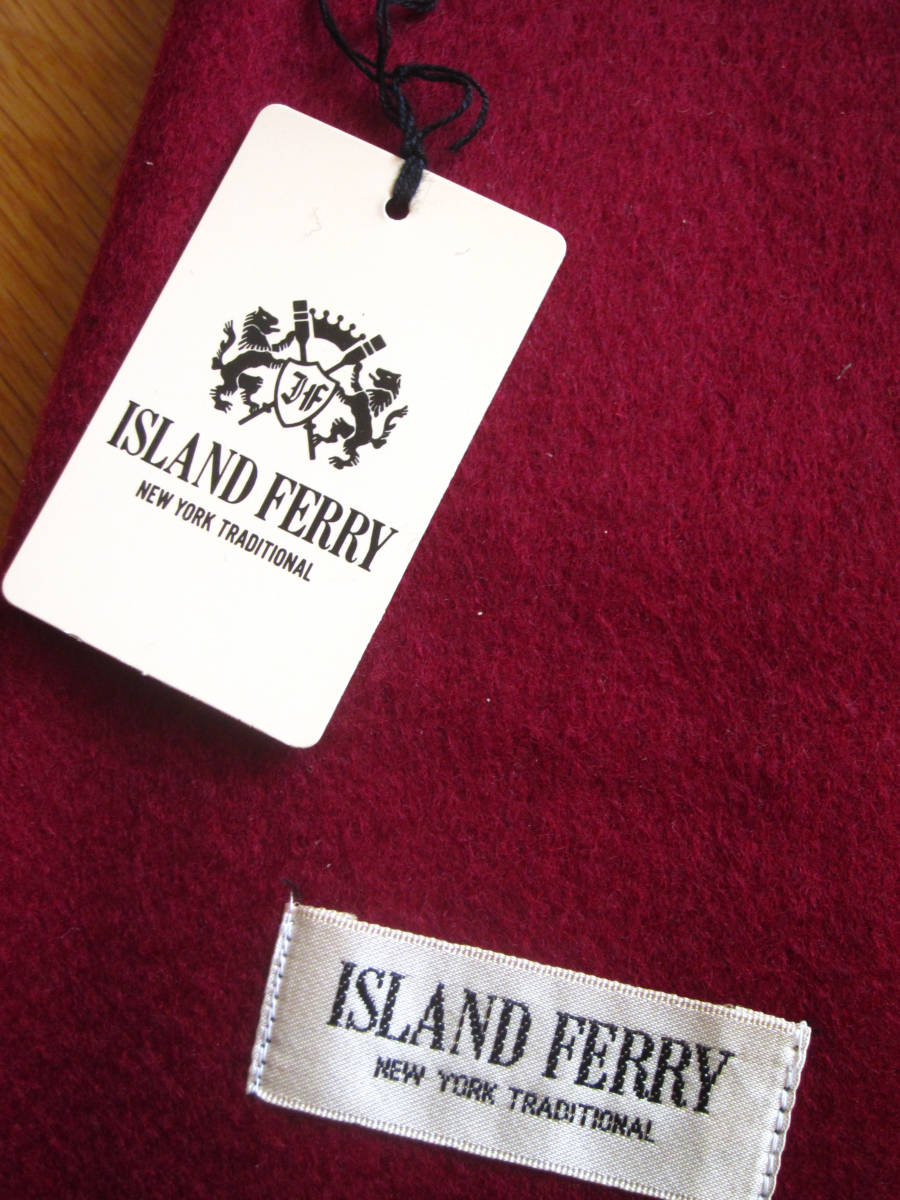 IF
ISLAND FERRY
NEW YORK TRADITIONAL
ISLAND FERRY
NEW YORK TRADITIONAL